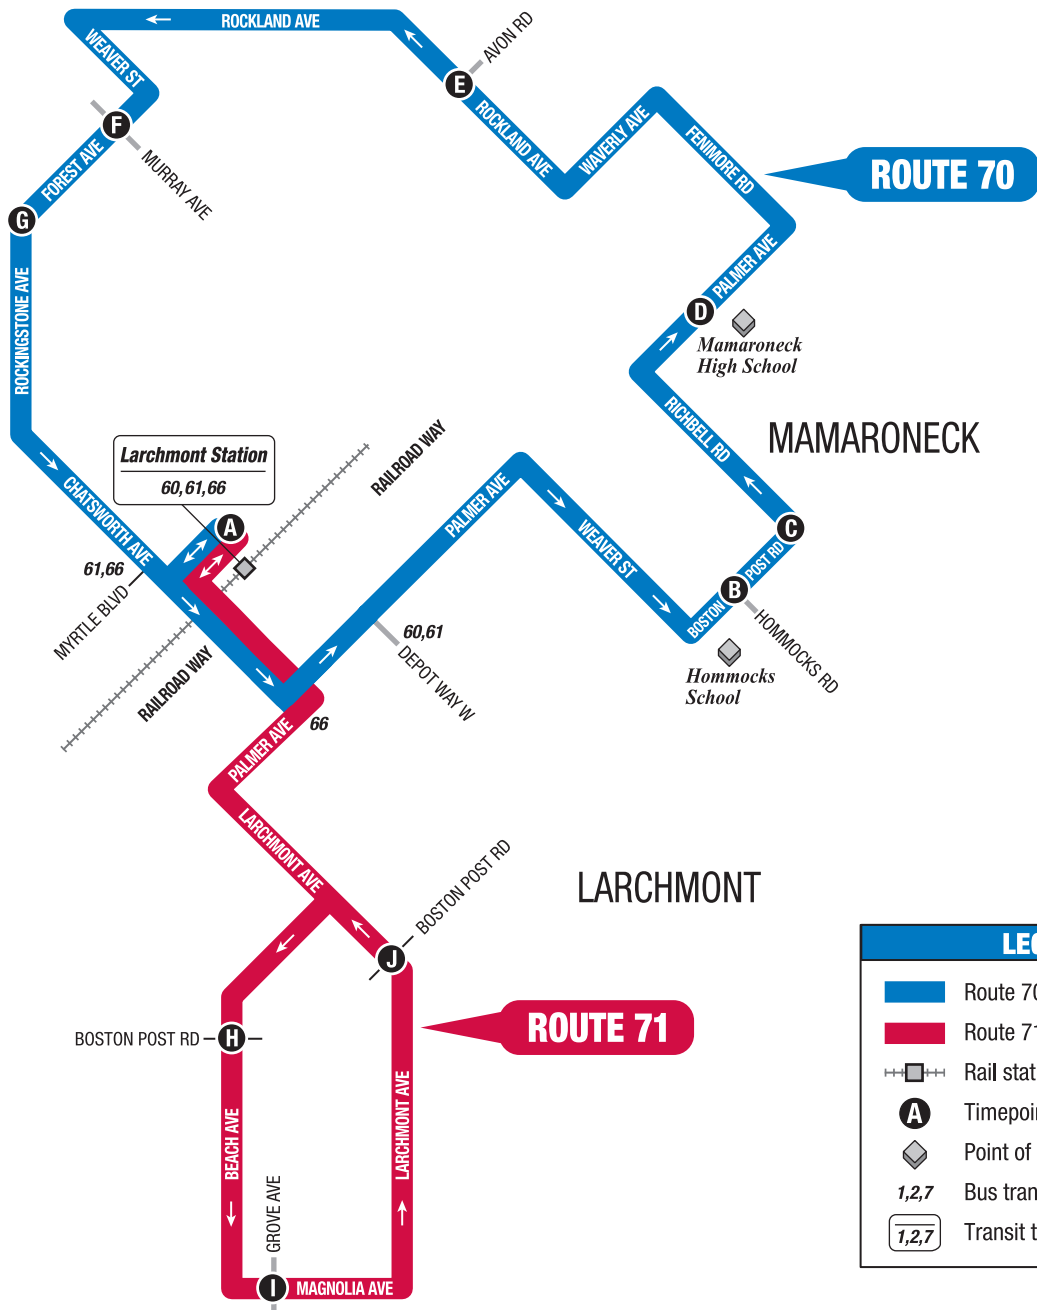 ROCKLAND AVE
AVON RD
WEAVER ST
E
ROCKLAND AVE
WAVERLY AVE
FENIMORE RD
ROUTE 70
F
FOREST AVE
MURRAY AVE
G
PALMER AVE
ROCKINGSTONE AVE
D
Mamaroneck
High School
RICHBELL RD
MAMARONECK
Larchmont Station
60,61,66
RAILROAD WAY
CHATSWORTH AVE
A
PALMER AVE
WEAVER ST
C
61,66
MYRTLE BLVD
BOSTON POST RD
B
HOMMOCKS RD
60,61
DEPOT WAY W
Hommocks
School
RAILROAD WAY
66
PALMER AVE
LARCHMONT AVE
BOSTON POST RD
LARCHMONT
J
ROUTE 71
BOSTON POST RD
H
BEACH AVE
LARCHMONT AVE
GROVE AVE
I
MAGNOLIA AVE
LEG
Route 70
Route 71
Rail stat
A
Timepoin
Point of
1,2,7
Bus tran
1,2,7
Transit t